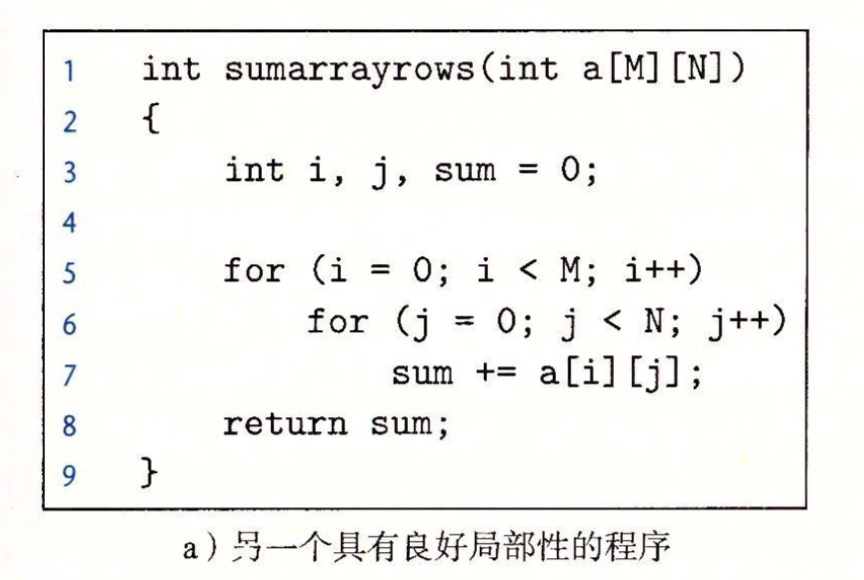 1 int sumarrayrows(int a[M][N])
2 {
3 int i, j, sum = 0;
4
5 for (i = 0; i < M; i++)
6 for (j = 0; j < N; j++)
7 sum += a[i][j];
8 return sum;
9 }
a）另一个具有良好局部性的程序